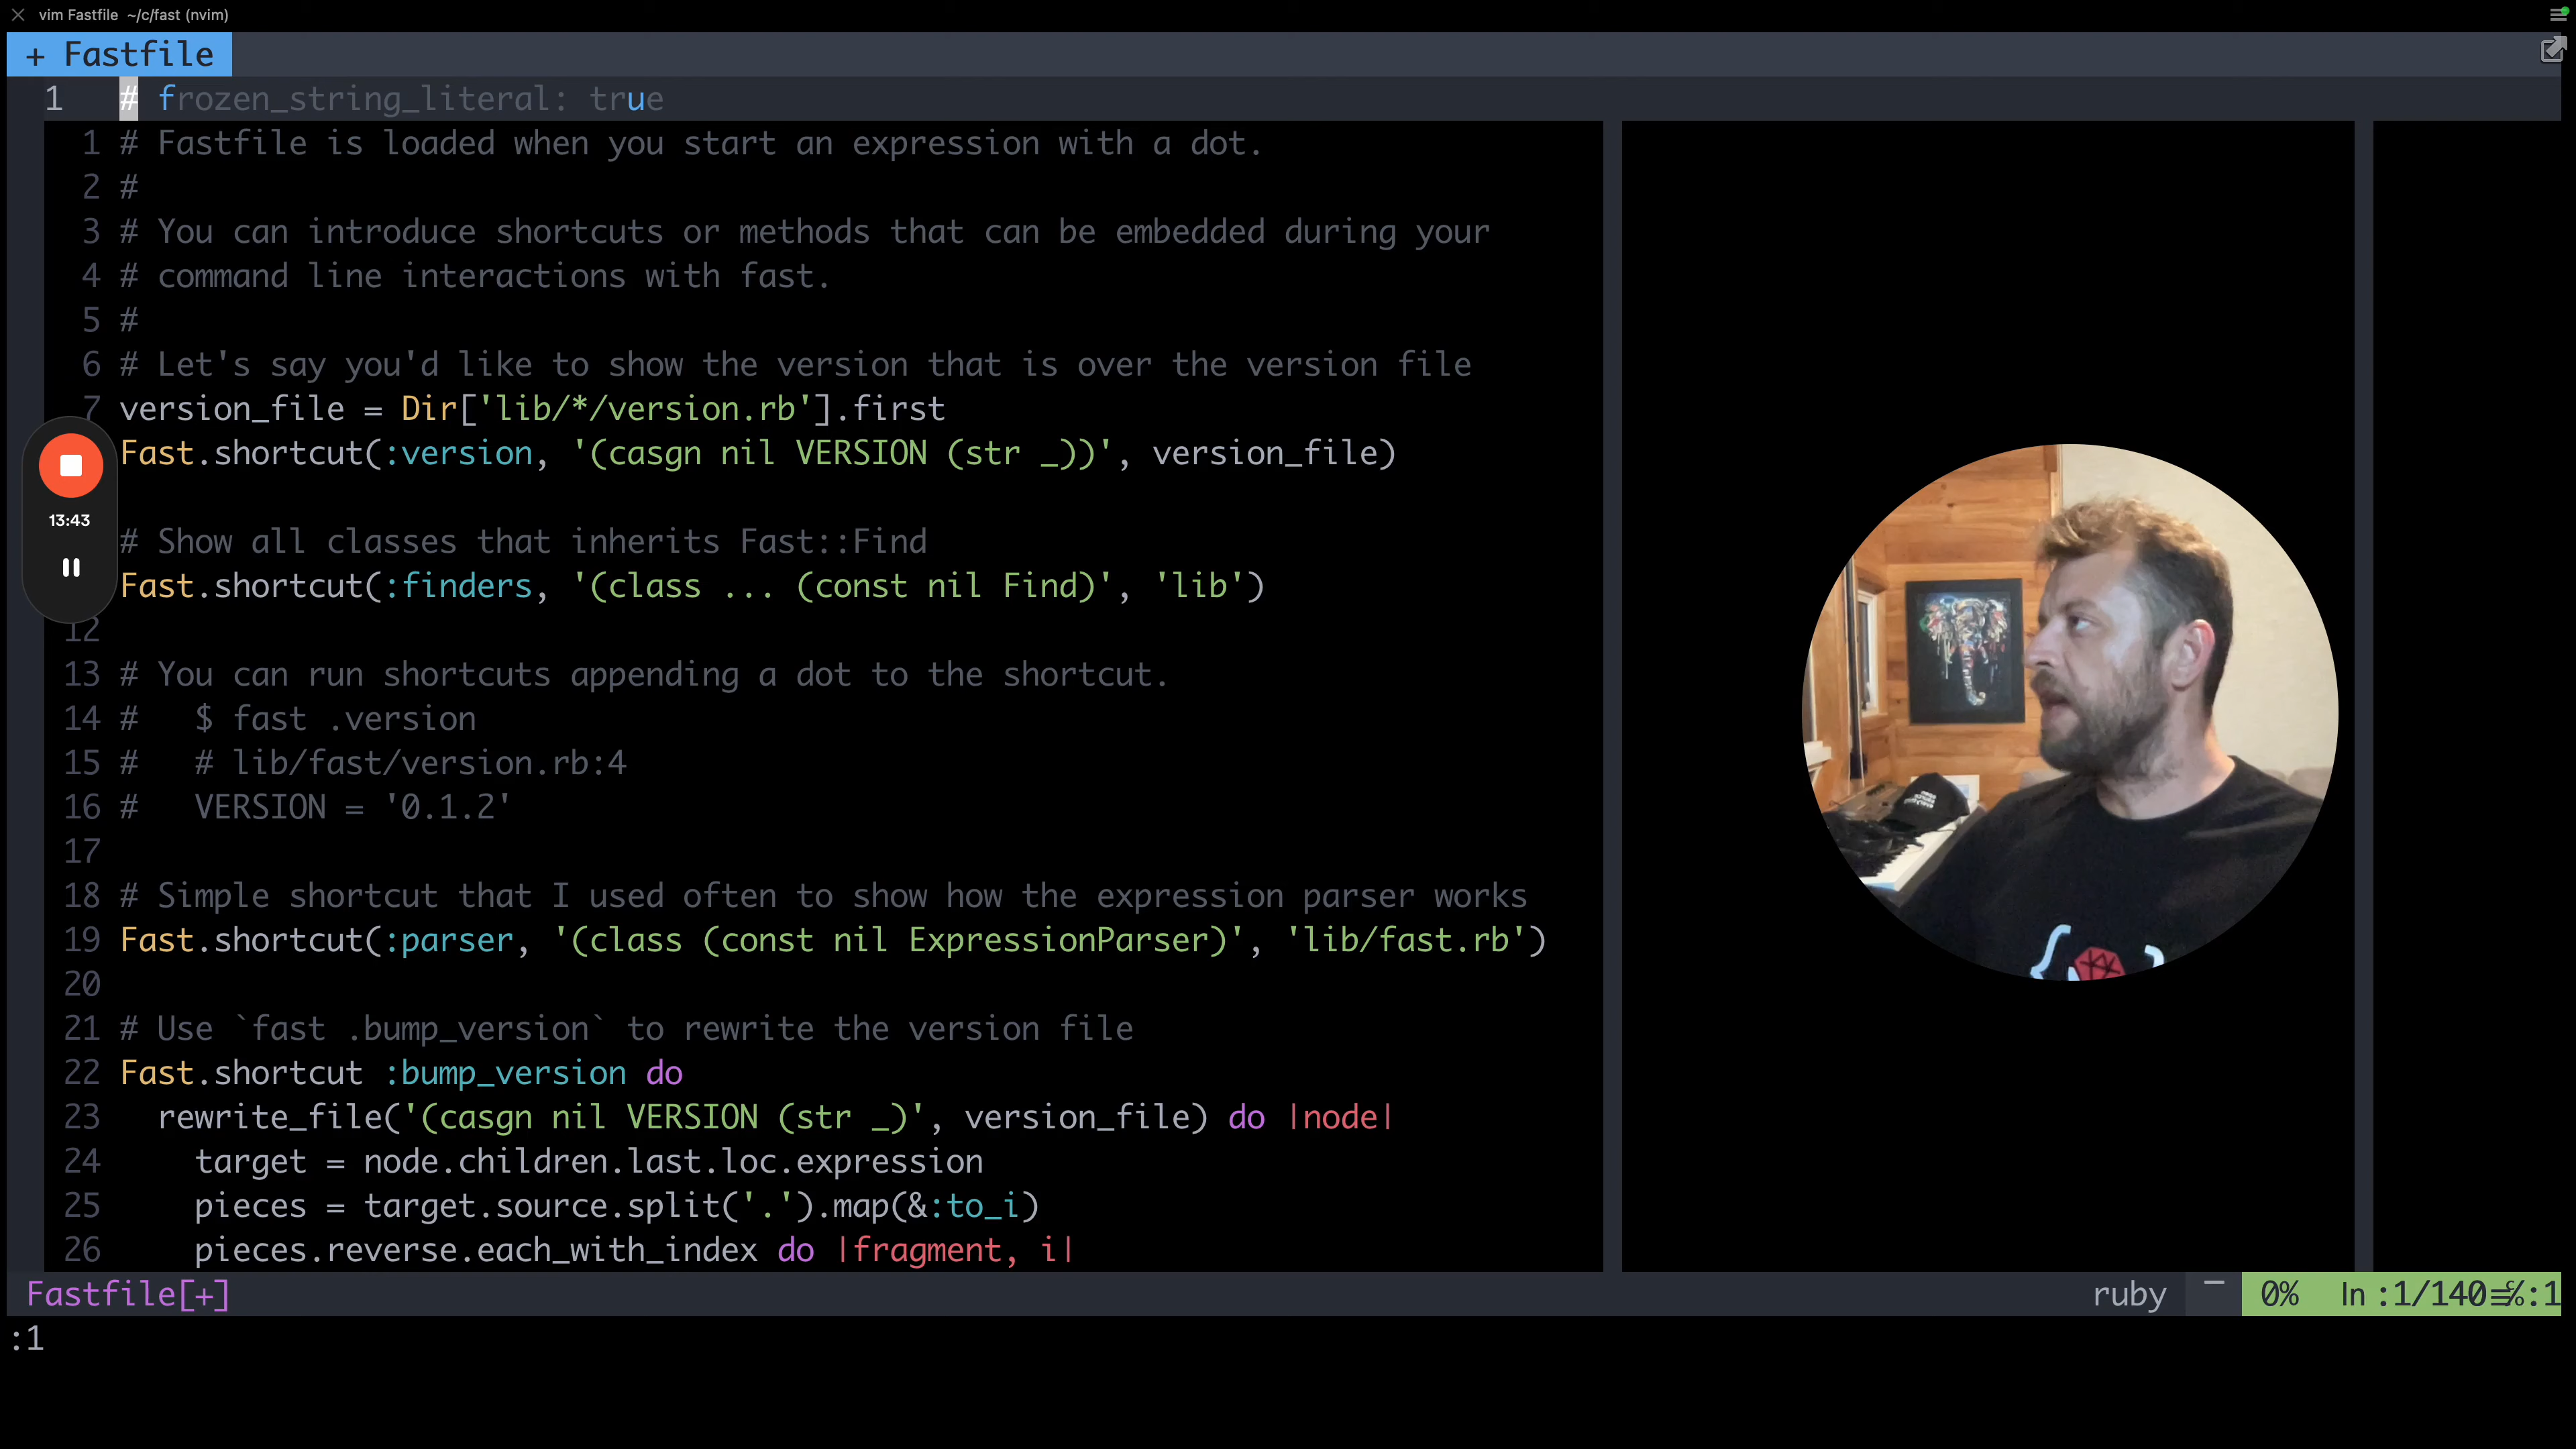 vim Fastfile ~/c/fast (nvim)
+ Fastfile
1 # frozen_string_literal: true
1 # Fastfile is loaded when you start an expression with a dot.
2 #
3 # You can introduce shortcuts or methods that can be embedded during your
4 # command line interactions with fast.
5 #
6 # Let's say you'd like to show the version that is over the version file
7 version_file = Dir['lib/*/version.rb'].first
Fast.shortcut(:version, '(casgn nil VERSION (str _))', version_file)
13:43
# Show all classes that inherits Fast::Find
Fast.shortcut(:finders, '(class ... (const nil Find)', 'lib')
12
13 # You can run shortcuts appending a dot to the shortcut.
14 #   $ fast .version
15 #   # lib/fast/version.rb:4
16 #   VERSION = '0.1.2'
17
18 # Simple shortcut that I used often to show how the expression parser works
19 Fast.shortcut(:parser, '(class (const nil ExpressionParser)', 'lib/fast.rb')
20
21 # Use `fast .bump_version` to rewrite the version file
22 Fast.shortcut :bump_version do
23   rewrite_file('(casgn nil VERSION (str _)', version_file) do |node|
24     target = node.children.last.loc.expression
25     pieces = target.source.split('.').map(&:to_i)
26     pieces.reverse.each_with_index do |fragment, i|
Fastfile[+] ruby 0% ln :1/140≡℅:1
:1